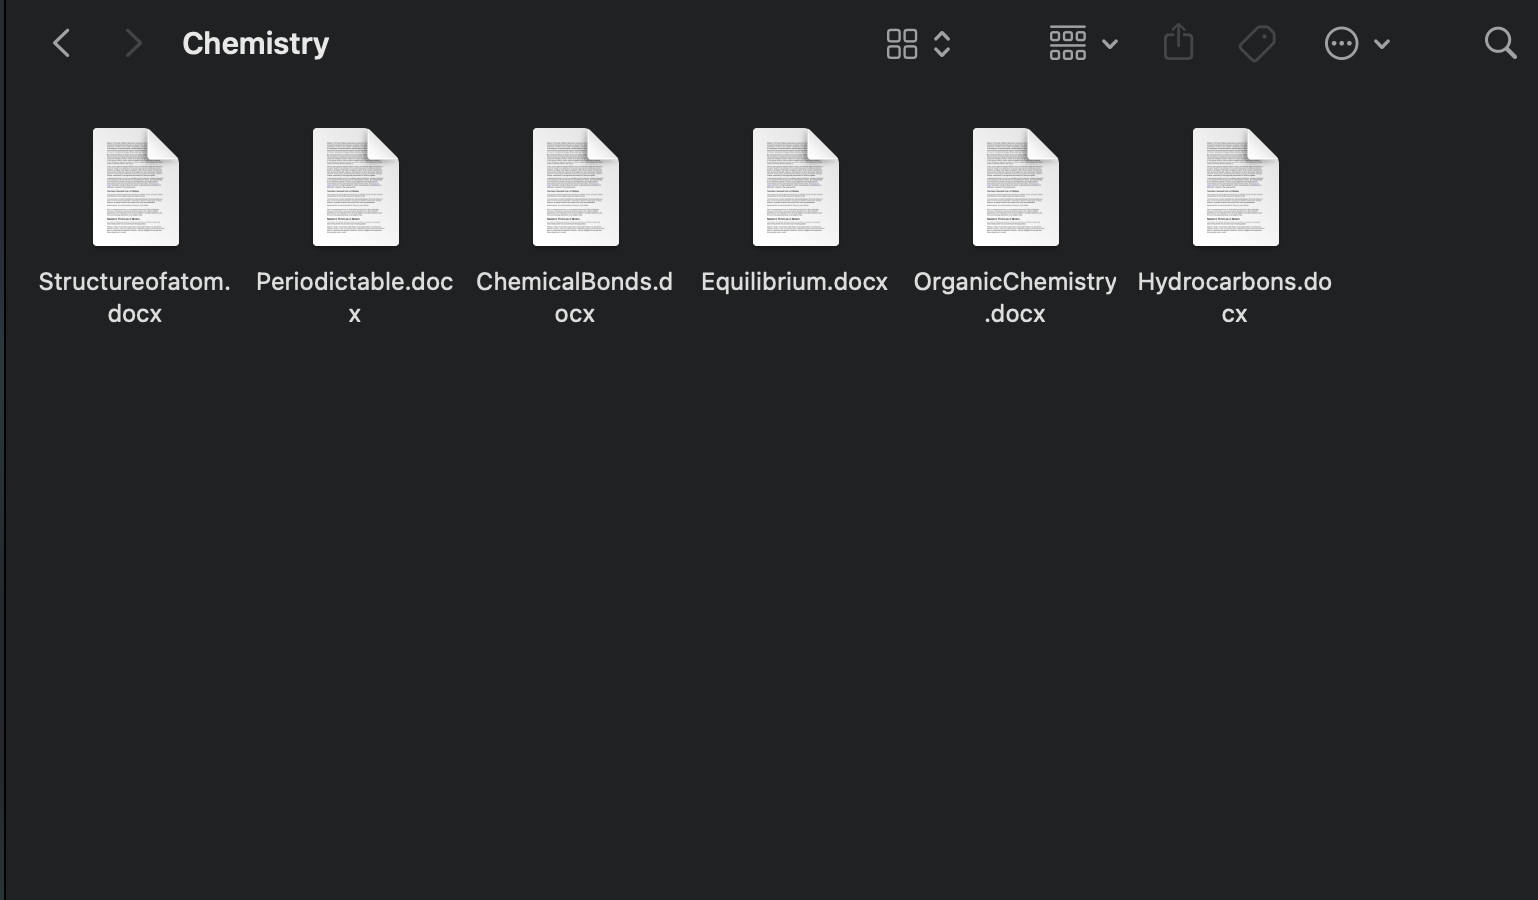 Chemistry
Structureofatom.
docx
Periodictable.doc
x
ChemicalBonds.d
ocx
Equilibrium.docx
OrganicChemistry
.docx
Hydrocarbons.do
cx